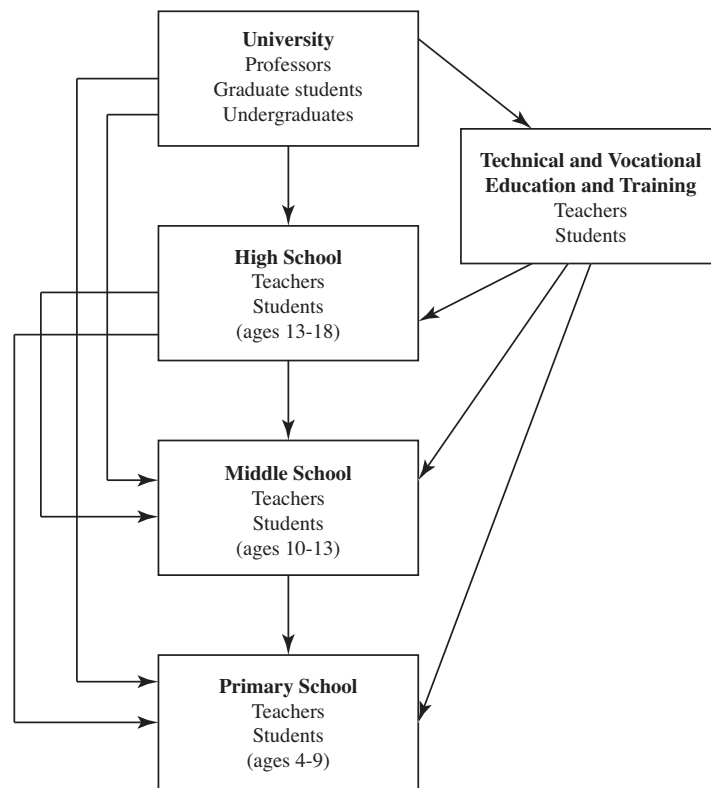 University
Professors
Graduate students
Undergraduates
Technical and Vocational
Education and Training
Teachers
Students
High School
Teachers
Students
(ages 13-18)
Middle School
Teachers
Students
(ages 10-13)
Primary School
Teachers
Students
(ages 4-9)